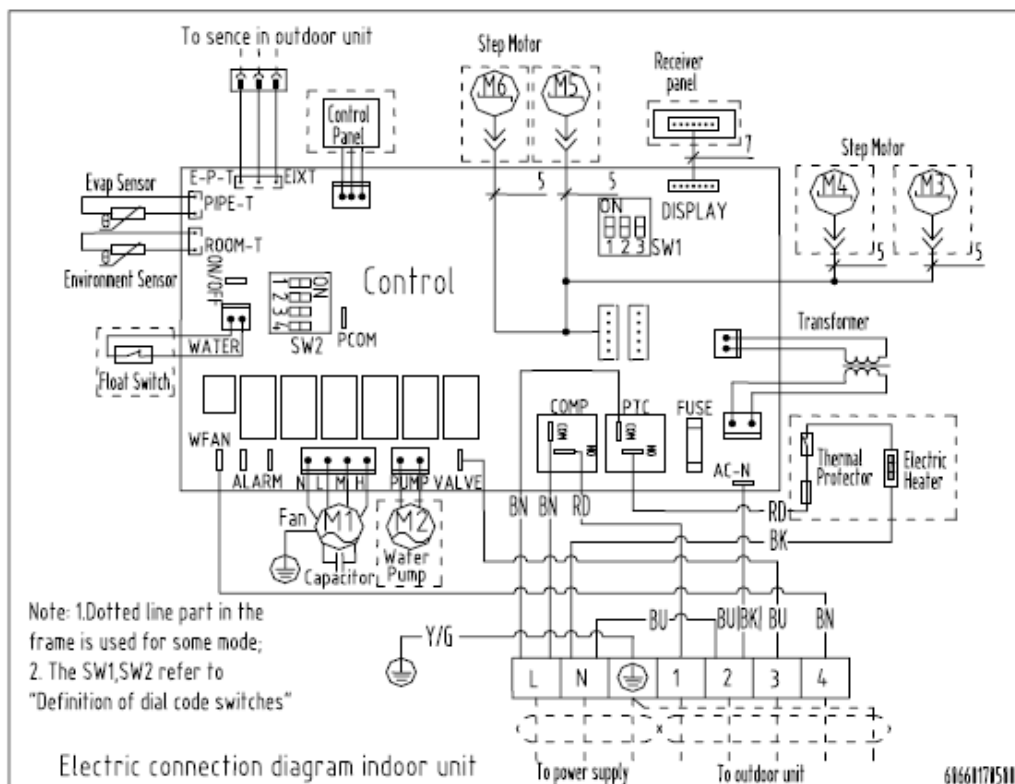 To sence in outdoor unit
Step Motor
M6
M5
Receiver
panel
7
Control
Panel
Step Motor
M4
M3
5
5
5
5
E-P-T
EIXT
Evap Sensor
PIPE-T
θ
ROOM-T
θ
Environment Sensor
ON/OFF
DISPLAY
ON
1 2 3
SW1
Control
ON
1
2
3
4
SW2
PCOM
WATER
Float Switch
Transformer
COMP
COM
NO
PTC
COM
NO
FUSE
AC-N
Thermal
Protector
Electric
Heater
WFAN
ALARM
N L M H
PUMP
VALVE
BN
BN
RD
RD
BK
Fan
M1
Capacitor
M2
Water
Pump
Note: 1.Dotted line part in the
frame is used for some mode;
2. The SW1,SW2 refer to
"Definition of dial code switches"
Y/G
BU
BU(BK)
BU
BN
L N 1 2 3 4
To power supply
To outdoor unit
Electric connection diagram indoor unit